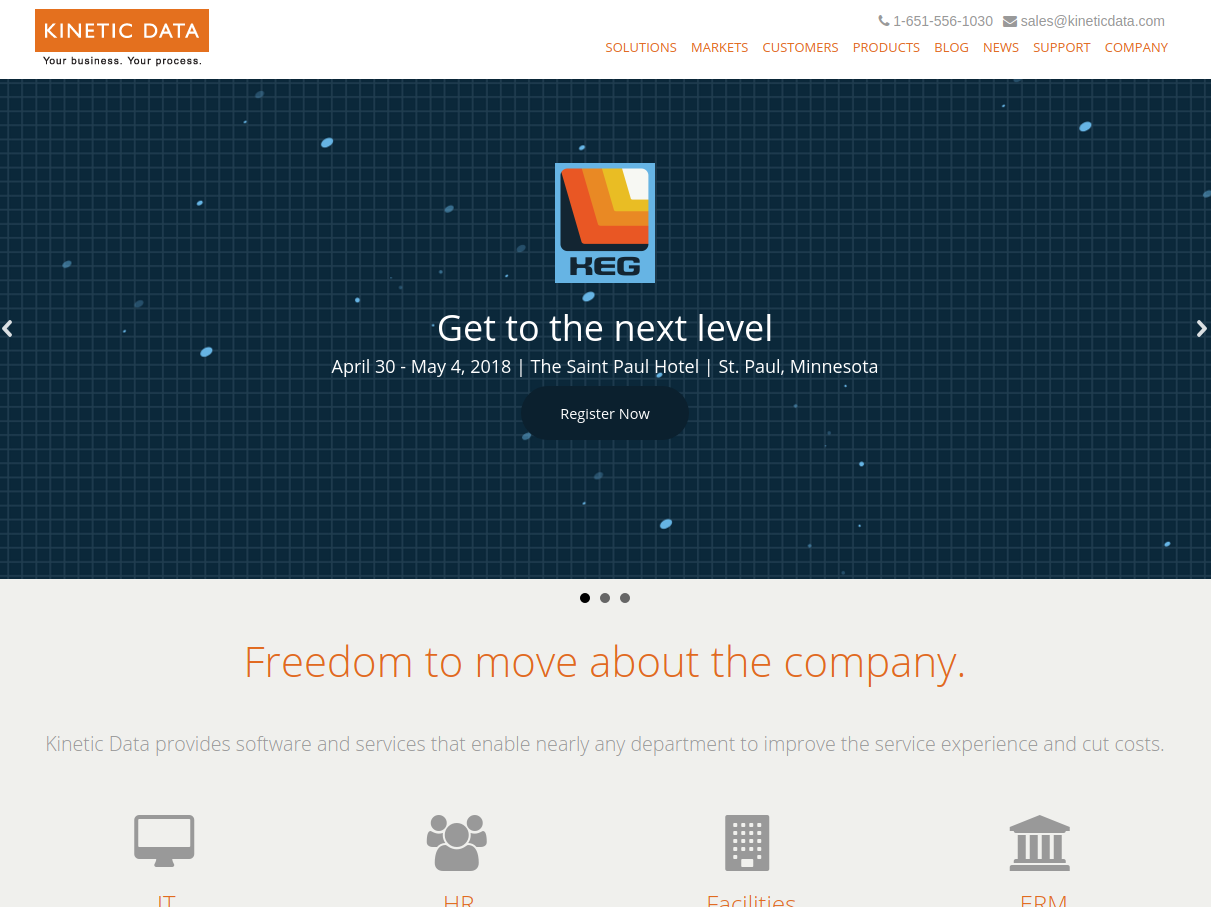 KINETIC DATA
Your business. Your process.
1-651-556-1030 sales@kineticdata.com
SOLUTIONS MARKETS CUSTOMERS PRODUCTS BLOG NEWS SUPPORT COMPANY
KEG
Get to the next level
April 30 - May 4, 2018 | The Saint Paul Hotel | St. Paul, Minnesota
Register Now
Freedom to move about the company.
Kinetic Data provides software and services that enable nearly any department to improve the service experience and cut costs.
IT HR Facilities ERM